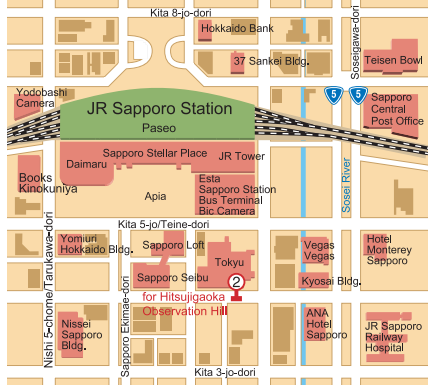 Kita 8-jo-dori
Hokkaido Bank
Soseigawa-dori
37 Sankei Bldg.
Teisen Bowl
Yodobashi
Camera
5
5
JR Sapporo Station
Paseo
Sapporo
Central
Post Office
Sapporo Stellar Place
JR Tower
Daimaru
Books
Kinokuniya
Esta
Sapporo Station
Bus Terminal
Bic Camera
Apia
Sosei River
Kita 5-jo/Teine-dori
Yomiuri
Hokkaido Bldg.
Sapporo Loft
Tokyu
Vegas
Vegas
Hotel
Monterey
Sapporo
Sapporo Seibu
2
Kyosai Bldg.
for Hitsujigaoka
Observation Hill
Nishi 5-chome/Tarukawa-dori
Sapporo Ekimae-dori
Nissei
Sapporo
Bldg.
ANA
Hotel
Sapporo
JR Sapporo
Railway
Hospital
Kita 3-jo-dori